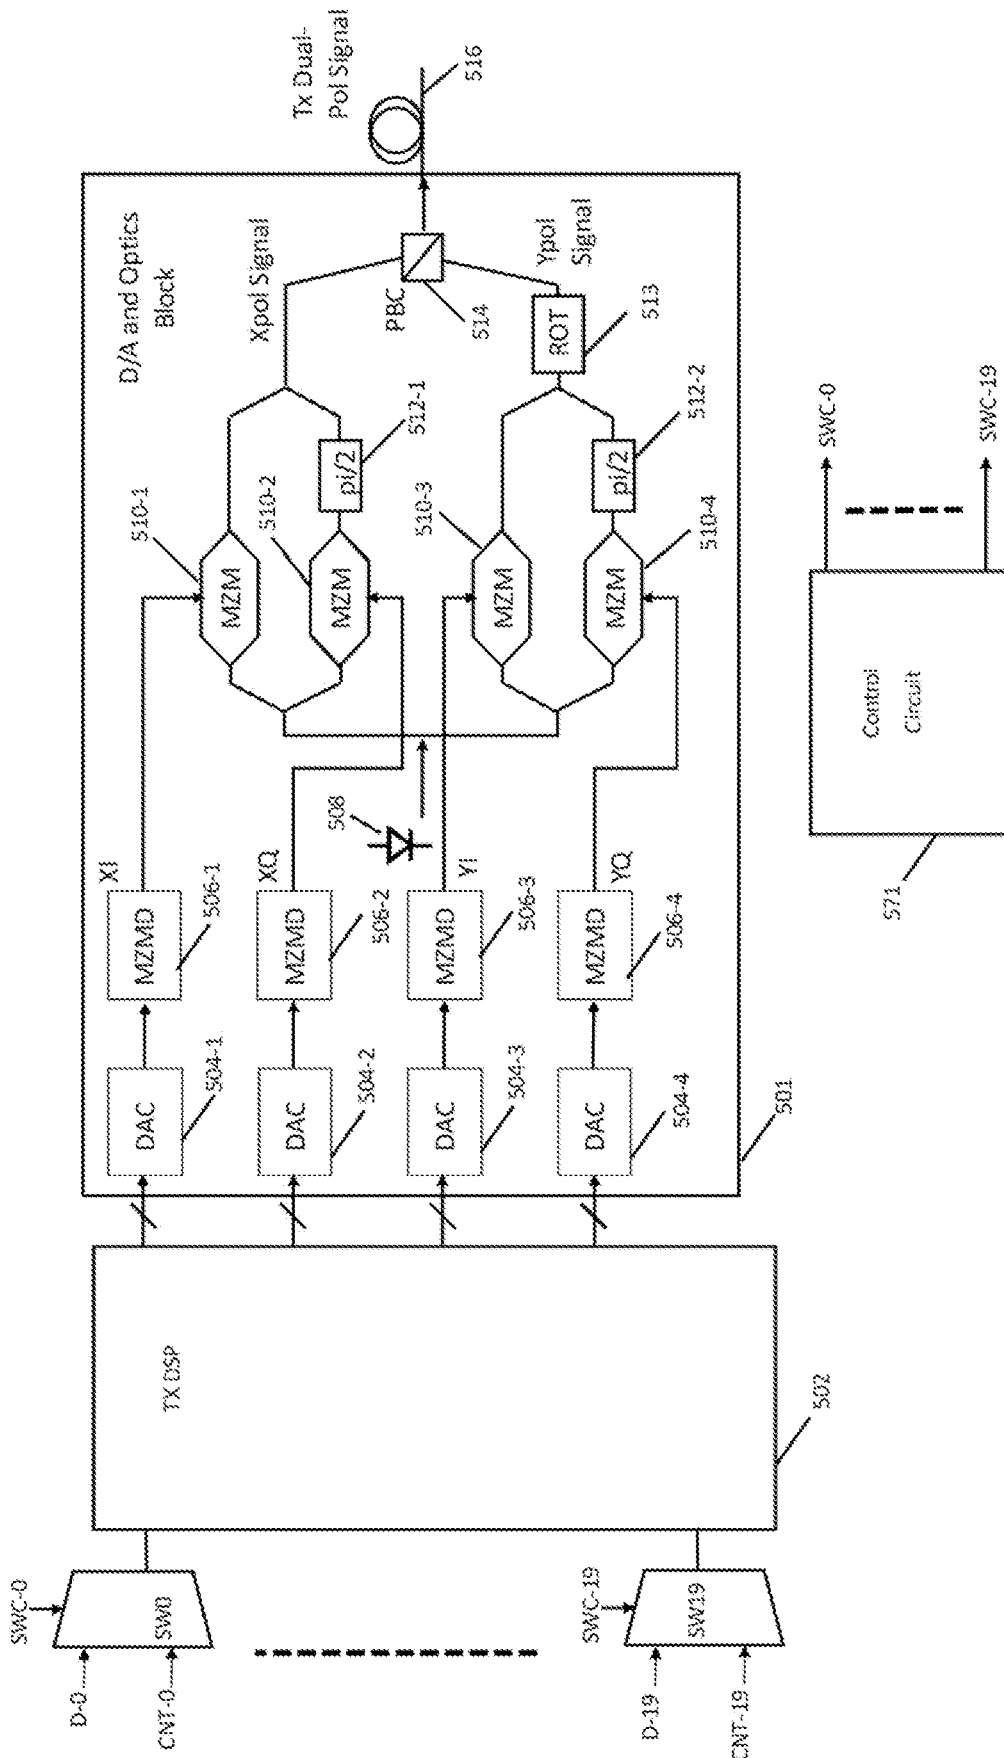 SWC-0
D-0
CNT-0
SW0
SWC-19
D-19
CNT-19
SW19
TX DSP
502
D/A and Optics
Block
DAC
504-1
MZMD
506-1
XI
DAC
504-2
MZMD
506-2
XQ
DAC
504-3
MZMD
506-3
YI
DAC
504-4
MZMD
506-4
YQ
508
MZM
510-1
MZM
510-2
pi/2
512-1
MZM
510-3
MZM
510-4
pi/2
512-2
Xpol Signal
PBC
514
ROT
513
Ypol
Signal
Tx Dual-
Pol Signal
516
501
Control
Circuit
571
SWC-0
SWC-19